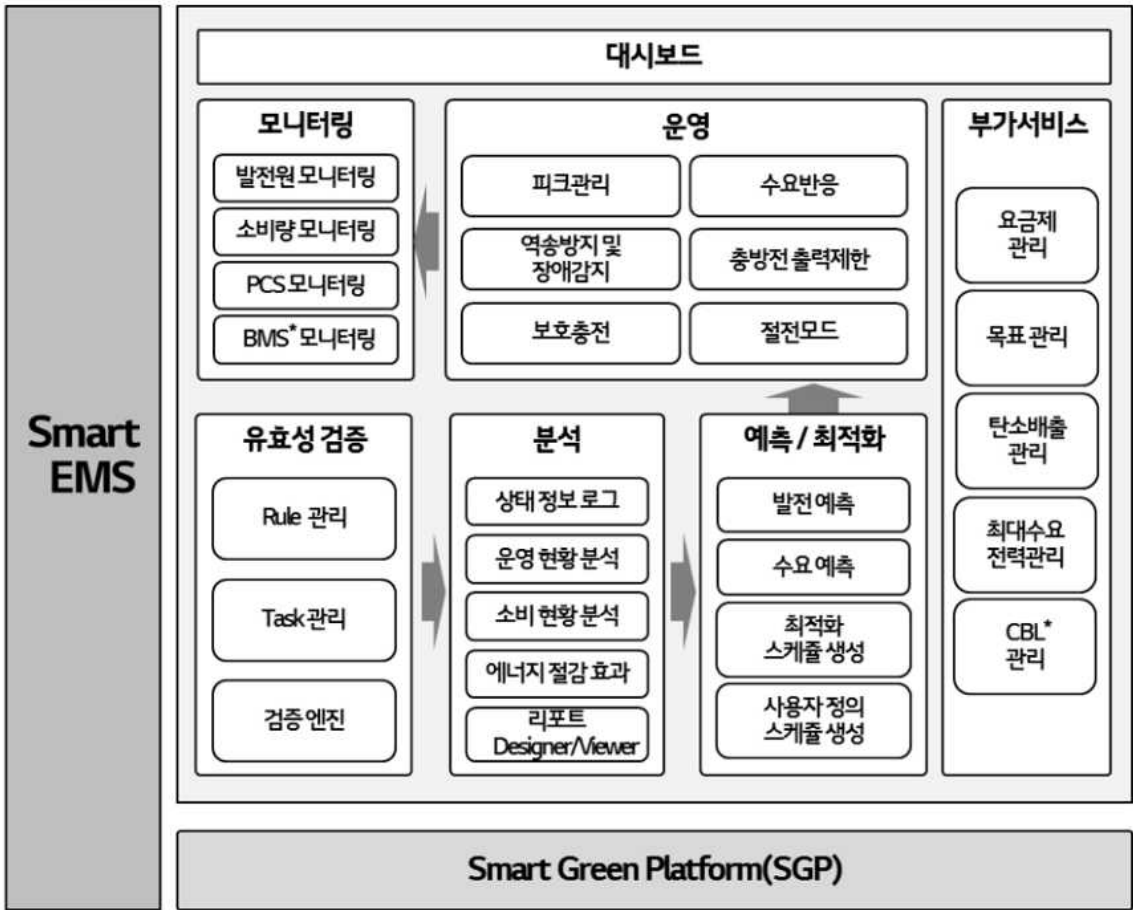 Smart
EMS
대시보드
모니터링
발전원 모니터링
소비량 모니터링
PCS 모니터링
BMS* 모니터링
운영
피크관리
수요반응
역송방지 및
장애감지
충방전 출력제한
보호충전
절전모드
부가서비스
요금제
관리
목표 관리
탄소배출
관리
최대수요
전력관리
CBL*
관리
유효성 검증
Rule 관리
Task 관리
검증 엔진
분석
상태 정보 로그
운영 현황 분석
소비 현황 분석
에너지 절감 효과
리포트
Designer/Viewer
예측 / 최적화
발전 예측
수요 예측
최적화
스케쥴 생성
사용자 정의
스케쥴 생성
Smart Green Platform(SGP)